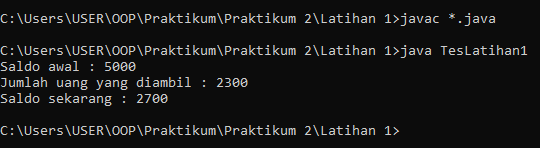 C:\Users\USER\OOP\Praktikum\Praktikum 2\Latihan 1>javac *.java
C:\Users\USER\OOP\Praktikum\Praktikum 2\Latihan 1>java TesLatihan1
Saldo awal : 5000
Jumlah uang yang diambil : 2300
Saldo sekarang : 2700
C:\Users\USER\OOP\Praktikum\Praktikum 2\Latihan 1>